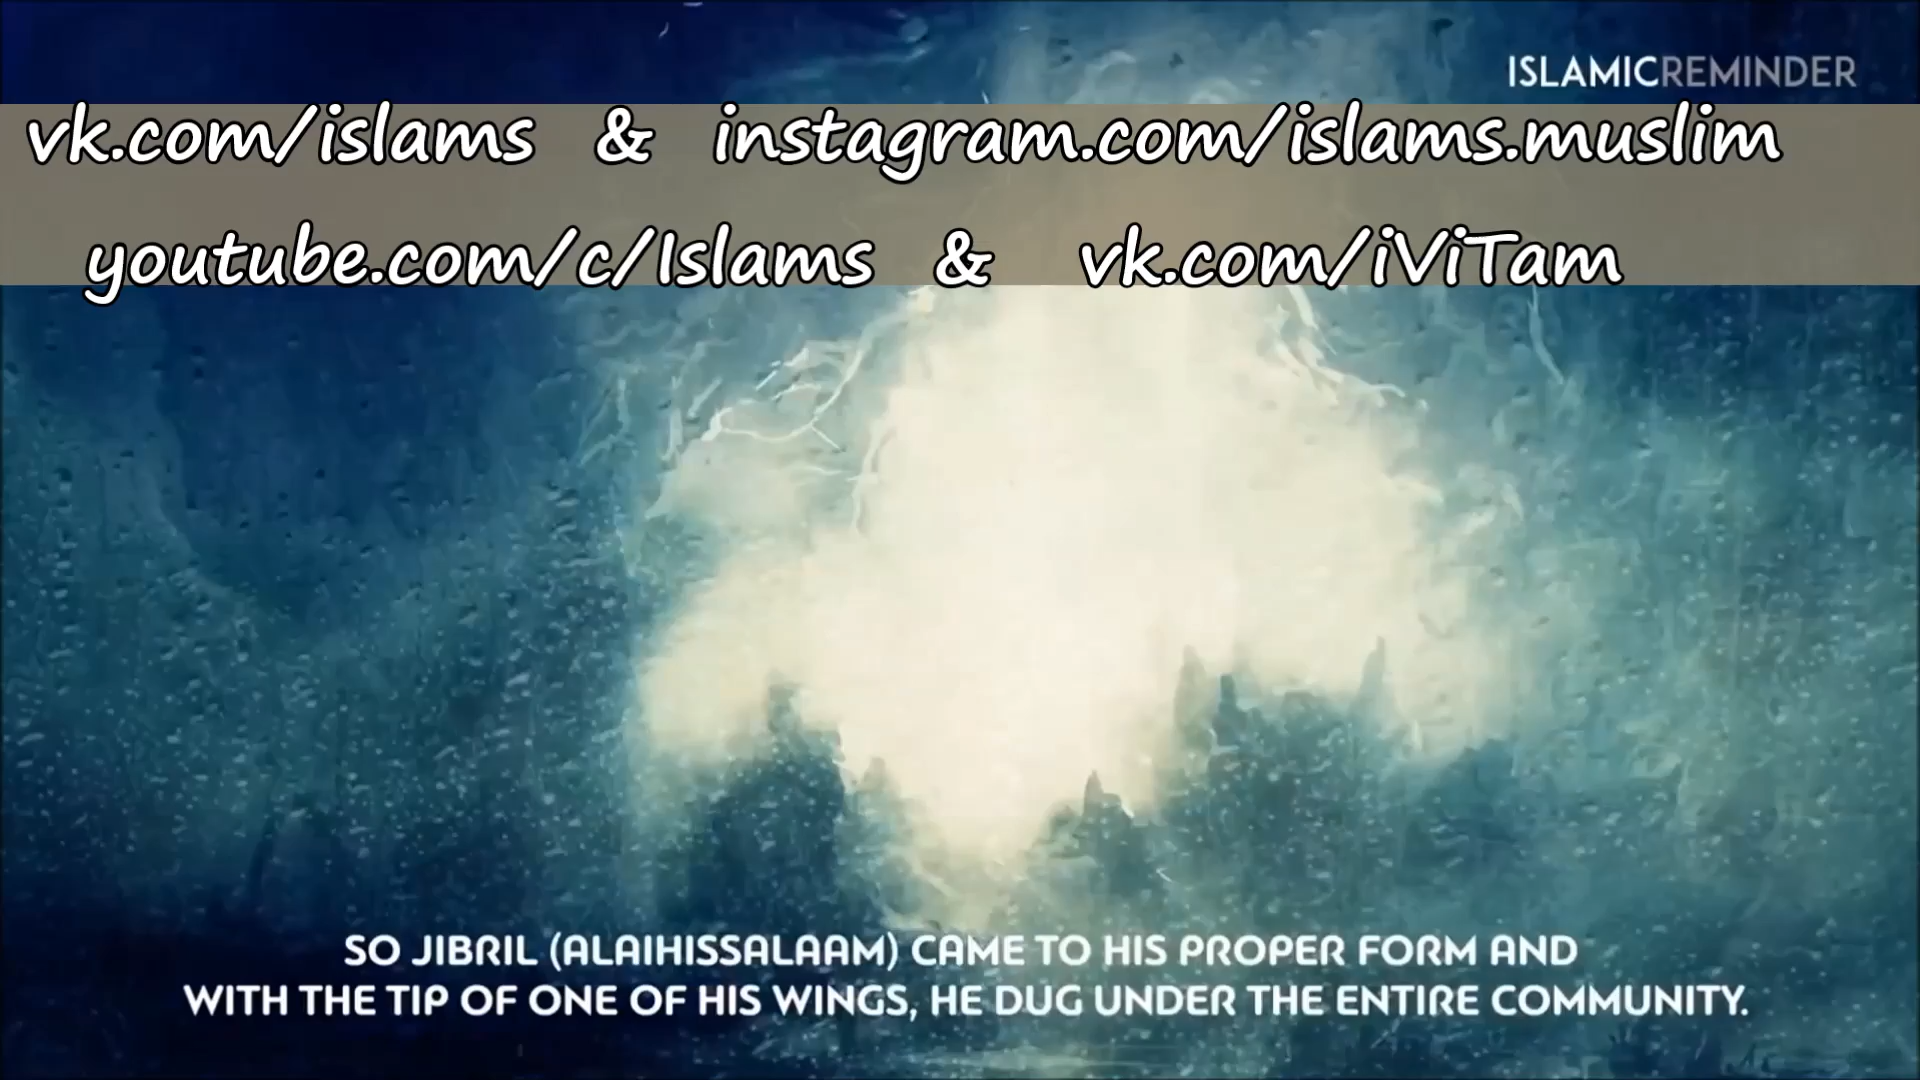 ISLAMICREMINDER
vk.com/islams & instagram.com/islams.muslim
youtube.com/c/Islams & vk.com/iViTam
SO JIBRIL (ALAIHISSALAAM) CAME TO HIS PROPER FORM AND
WITH THE TIP OF ONE OF HIS WINGS, HE DUG UNDER THE ENTIRE COMMUNITY.